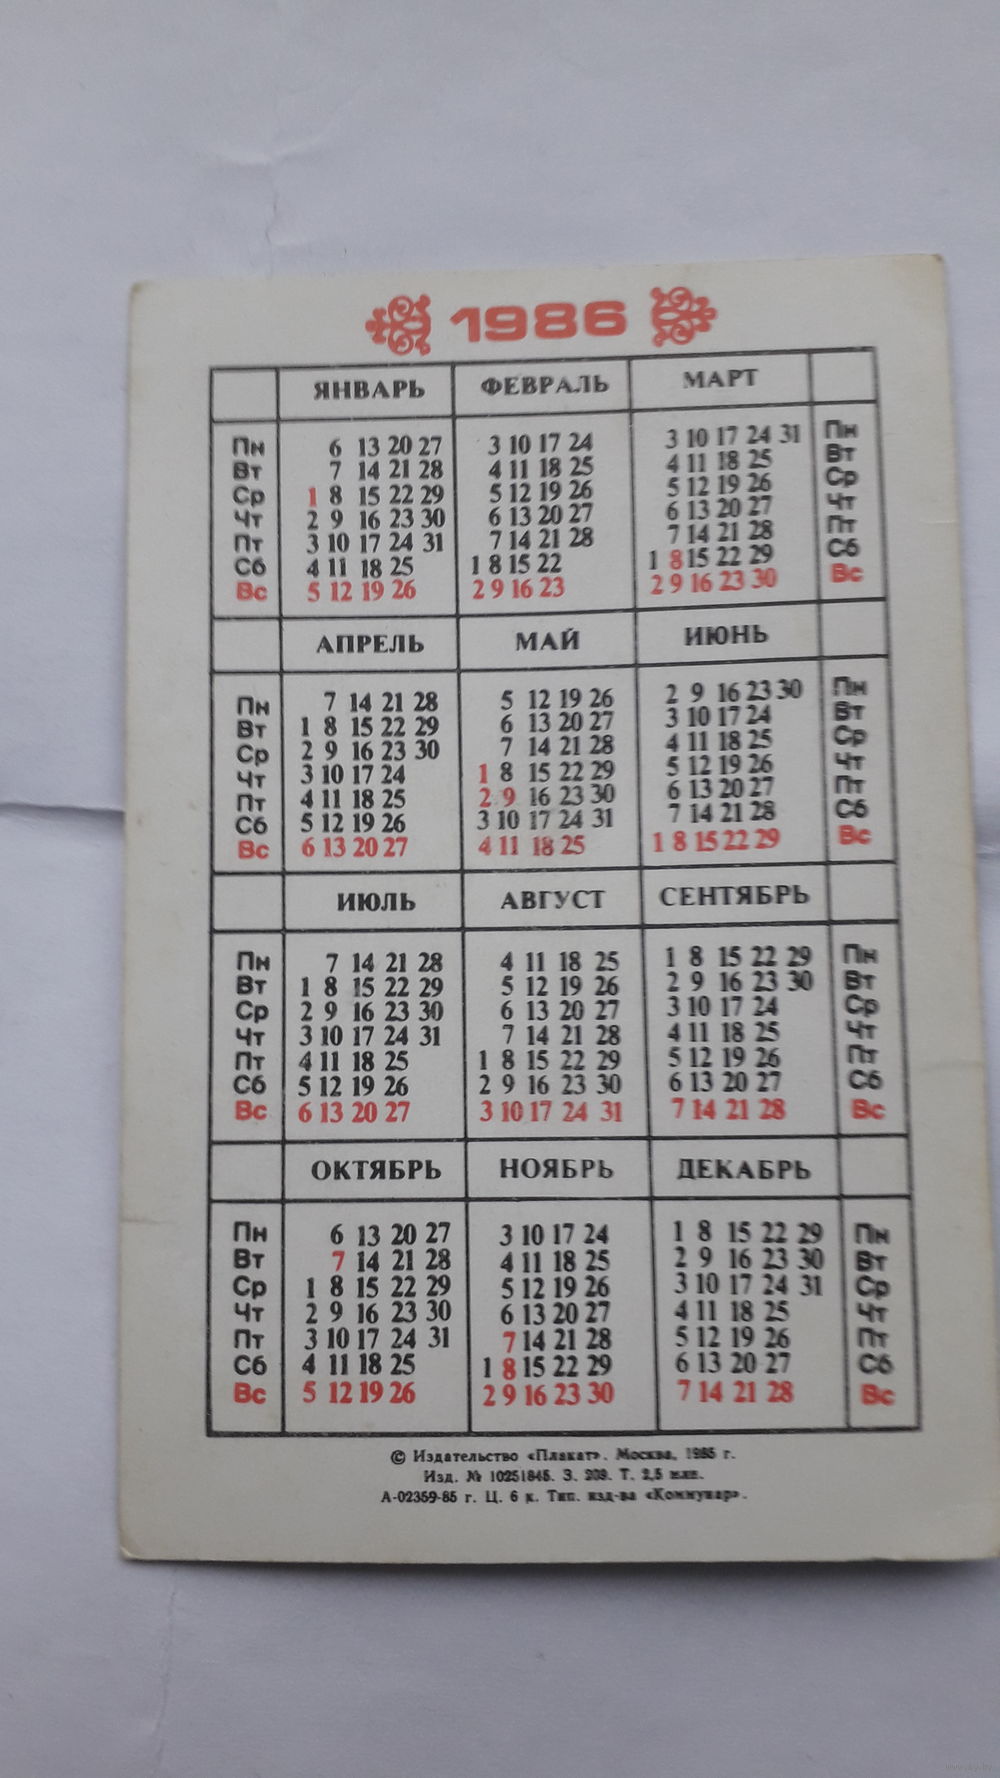 1986
ЯНВАРЬ ФЕВРАЛЬ МАРТ
Пн 6 13 20 27 3 10 17 24 3 10 17 24 31 Пн
Вт 7 14 21 28 4 11 18 25 4 11 18 25 Вт
Ср 1 8 15 22 29 5 12 19 26 5 12 19 26 Ср
Чт 2 9 16 23 30 6 13 20 27 6 13 20 27 Чт
Пт 3 10 17 24 31 7 14 21 28 7 14 21 28 Пт
Сб 4 11 18 25 1 8 15 22 1 8 15 22 29 Сб
Вс 5 12 19 26 2 9 16 23 2 9 16 23 30 Вс
АПРЕЛЬ МАЙ ИЮНЬ
Пн 7 14 21 28 5 12 19 26 2 9 16 23 30 Пн
Вт 1 8 15 22 29 6 13 20 27 3 10 17 24 Вт
Ср 2 9 16 23 30 7 14 21 28 4 11 18 25 Ср
Чт 3 10 17 24 1 8 15 22 29 5 12 19 26 Чт
Пт 4 11 18 25 2 9 16 23 30 6 13 20 27 Пт
Сб 5 12 19 26 3 10 17 24 31 7 14 21 28 Сб
Вс 6 13 20 27 4 11 18 25 1 8 15 22 29 Вс
ИЮЛЬ АВГУСТ СЕНТЯБРЬ
Пн 7 14 21 28 4 11 18 25 1 8 15 22 29 Пн
Вт 1 8 15 22 29 5 12 19 26 2 9 16 23 30 Вт
Ср 2 9 16 23 30 6 13 20 27 3 10 17 24 Ср
Чт 3 10 17 24 31 7 14 21 28 4 11 18 25 Чт
Пт 4 11 18 25 1 8 15 22 29 5 12 19 26 Пт
Сб 5 12 19 26 2 9 16 23 30 6 13 20 27 Сб
Вс 6 13 20 27 3 10 17 24 31 7 14 21 28 Вс
ОКТЯБРЬ НОЯБРЬ ДЕКАБРЬ
Пн 6 13 20 27 3 10 17 24 1 8 15 22 29 Пн
Вт 7 14 21 28 4 11 18 25 2 9 16 23 30 Вт
Ср 1 8 15 22 29 5 12 19 26 3 10 17 24 31 Ср
Чт 2 9 16 23 30 6 13 20 27 4 11 18 25 Чт
Пт 3 10 17 24 31 7 14 21 28 5 12 19 26 Пт
Сб 4 11 18 25 1 8 15 22 29 6 13 20 27 Сб
Вс 5 12 19 26 2 9 16 23 30 7 14 21 28 Вс
© Издательство «Плакат». Москва, 1985 г.
Изд. № 10251845. З. Т. 2,5 млн.
А-02359-85 г. Ц. 6 к. Тип. изд-ва «Коммунар».